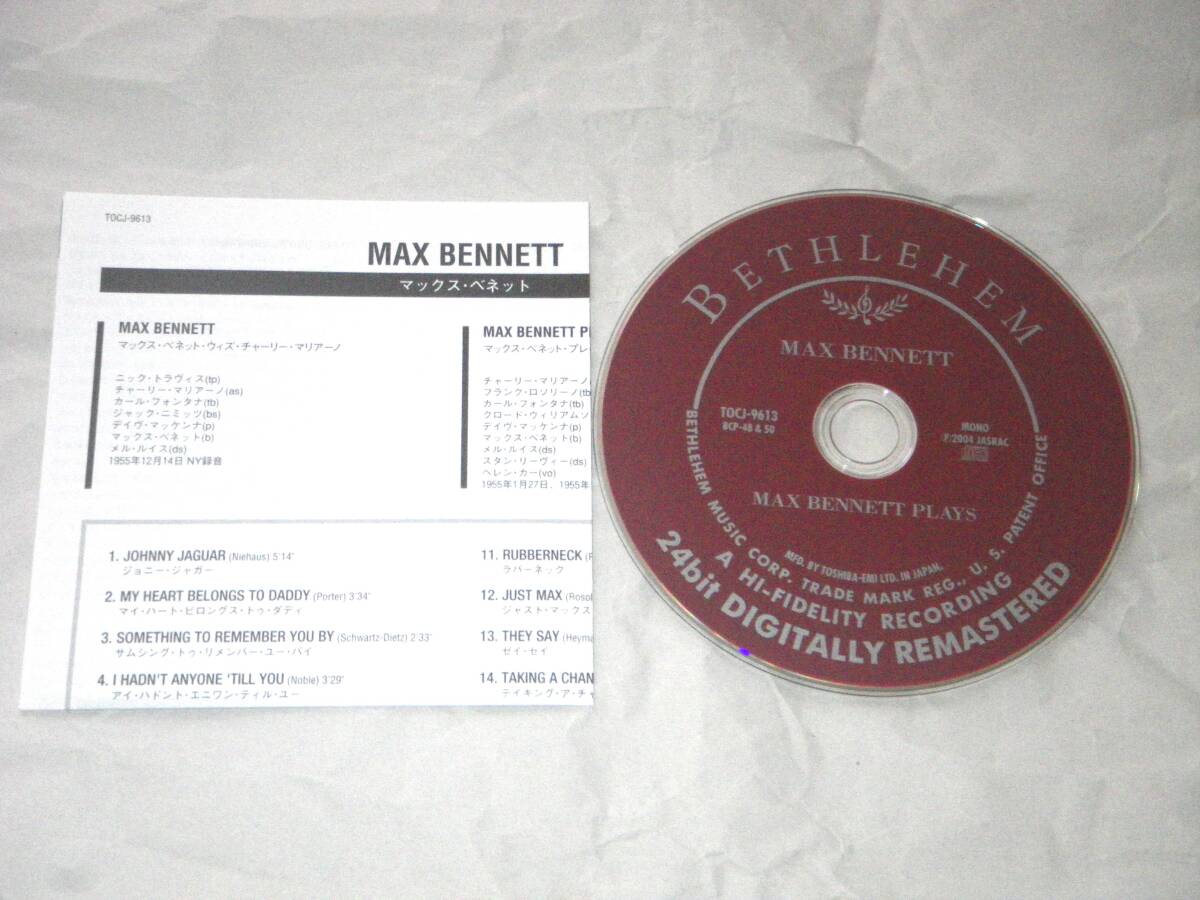 TOCJ-9613
MAX BENNETT
マックス・ベネット
MAX BENNETT
マックス・ベネット・ウィズ・チャーリー・マリアーノ
ニック・トラヴィス(tp)
チャーリー・マリアーノ(as)
カール・フォンタナ(tb)
ジャック・ニミッツ(bs)
デイヴ・マッケンナ(p)
マックス・ベネット(b)
メル・ルイス(ds)
1955年12月14日 NY録音
MAX BENNETT
マックス・ベネット・プレ
チャーリー・マリアーノ
フランク・ロソリーノ(tb
カール・フォンタナ(tb)
クロード・ウィリアムソ
デイヴ・マッケンナ(p)
マックス・ベネット(b)
メル・ルイス(ds)
スタン・リーヴィー(ds)
ヘレン・カー(vo)
1955年1月27日、1955年
1. JOHNNY JAGUAR (Niehaus) 5'14"
ジョニー・ジャガー
2. MY HEART BELONGS TO DADDY (Porter) 3'34"
マイ・ハート・ビロングス・トゥ・ダディ
3. SOMETHING TO REMEMBER YOU BY (Schwartz-Dietz) 2'33"
サムシング・トゥ・リメンバー・ユー・バイ
4. I HADN'T ANYONE 'TILL YOU (Noble) 3'29"
アイ・ハドント・エニワン・ティル・ユー
11. RUBBERNECK
ラバーネック
12. JUST MAX (Rosol
ジャスト・マックス
13. THEY SAY (Heyma
ゼイ・セイ
14. TAKING A CHAN
テイキング・ア・チャ
BETHLEHEM
MAX BENNETT
TOCJ-9613
BCP-48 & 50
MONO
P.2004 JASRAC
MAX BENNETT PLAYS
MFD. BY TOSHIBA-EMI LTD. IN JAPAN.
BETHLEHEM MUSIC CORP. TRADE MARK REG., U. S. PATENT OFFICE
A HI-FIDELITY RECORDING
24bit DIGITALLY REMASTERED